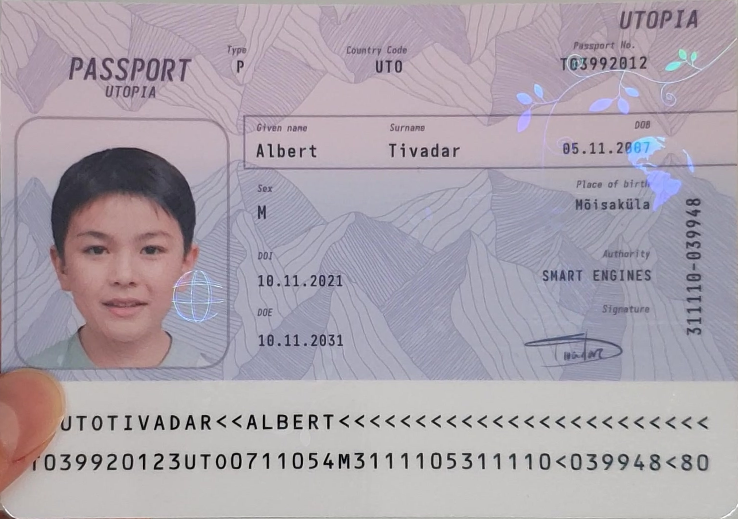 UTOPIA
PASSPORT
UTOPIA
Type
P
Country Code
UTO
Passport No.
T03992012
Given name
Albert
Surname
Tivadar
DOB
05.11.2007
Sex
M
Place of birth
Mõisaküla
DOI
10.11.2021
Authority
SMART ENGINES
DOE
10.11.2031
Signature
Tivadar
311110-039948
UTOTIVADAR<<ALBERT<<<<<<<<<<<<<<<<<<<<<<<<
T039920123UTO0711054M3111105311110<039948<80